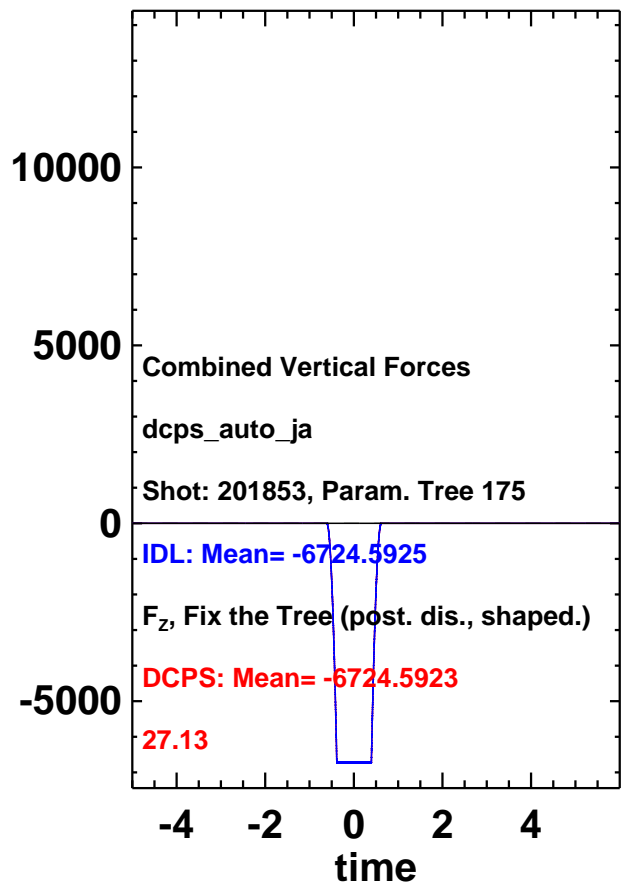 10000
5000
Combined Vertical Forces
dcps_auto_ja
Shot: 201853, Param. Tree 175
0
IDL: Mean= -6724.5925
F_Z, Fix the Tree (post. dis., shaped.)
DCPS: Mean= -6724.5923
-5000
27.13
-4 -2 0 2 4
time